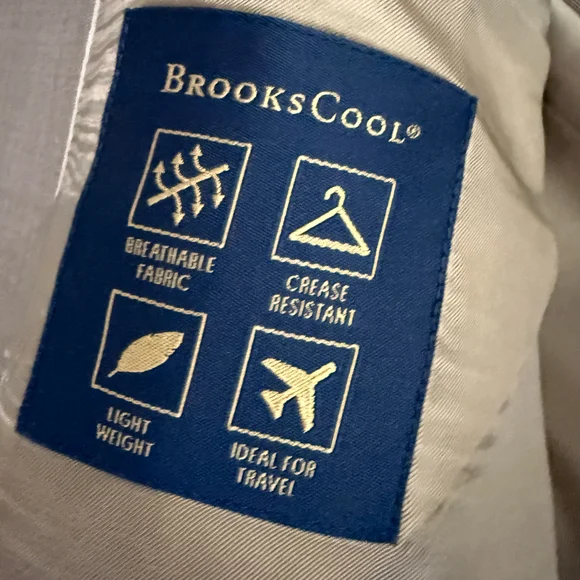 BROOKSCOOL®
BREATHABLE
FABRIC
CREASE
RESISTANT
LIGHT
WEIGHT
IDEAL FOR
TRAVEL